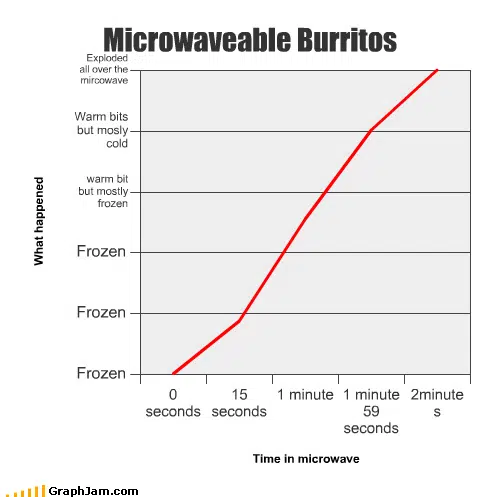 Microwaveable Burritos
Exploded
all over the
mircowave
Warm bits
but mosly
cold
warm bit
but mostly
frozen
Frozen
Frozen
Frozen
What happened
0
seconds
15
seconds
1 minute
1 minute
59
seconds
2minute
s
Time in microwave
GraphJam.com